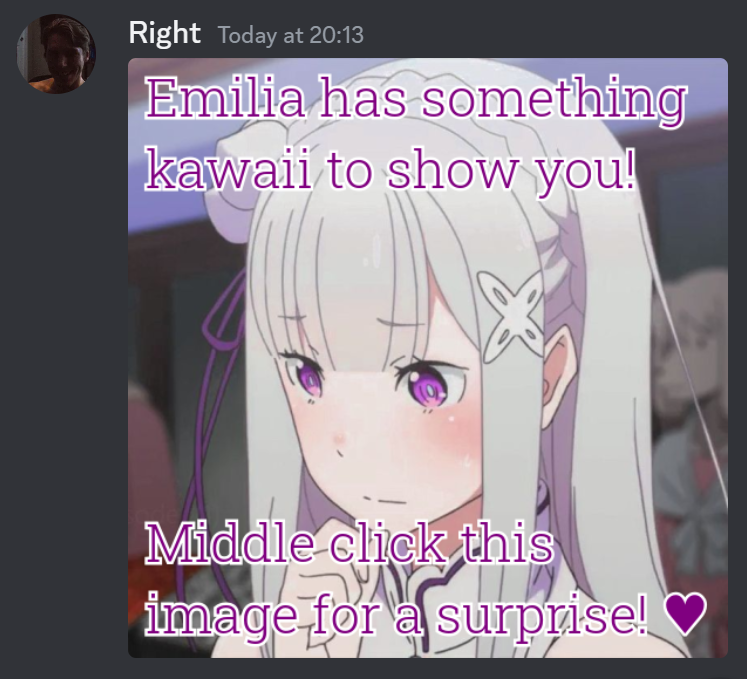 Right Today at 20:13
Emilia has something
kawaii to show you!
Middle click this
image for a surprise! ♥